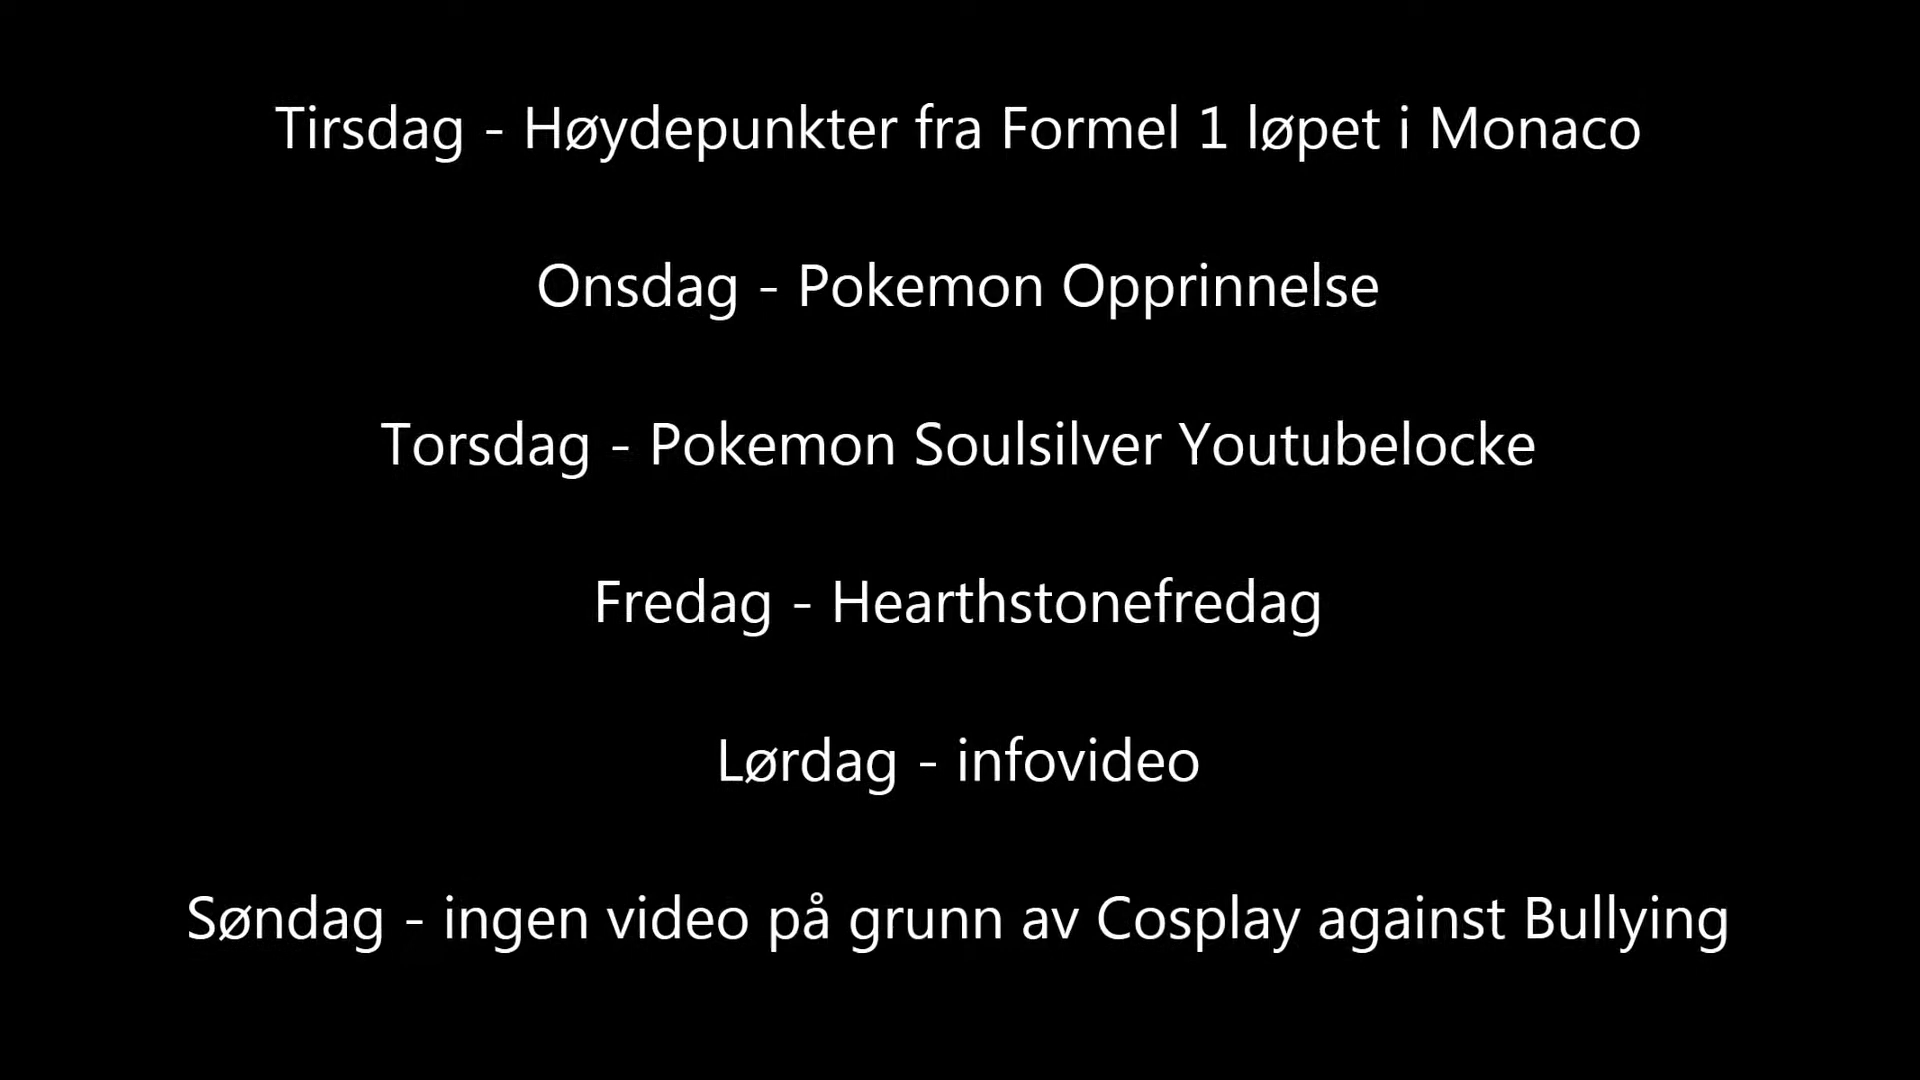 Tirsdag - Høydepunkter fra Formel 1 løpet i Monaco
Onsdag - Pokemon Opprinnelse
Torsdag - Pokemon Soulsilver Youtubelocke
Fredag - Hearthstonefredag
Lørdag - infovideo
Søndag - ingen video på grunn av Cosplay against Bullying